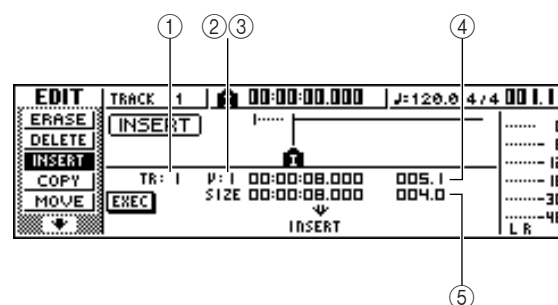 ① ② ③ ④
EDIT TRACK 1 00:00:00.000 ♩=120.0 4/4 001.1
ERASE INSERT
DELETE
INSERT
COPY TR: 1 V: 1 00:00:08.000 005.1
MOVE EXEC SIZE 00:00:08.000 004.0
INSERT
L R
⑤